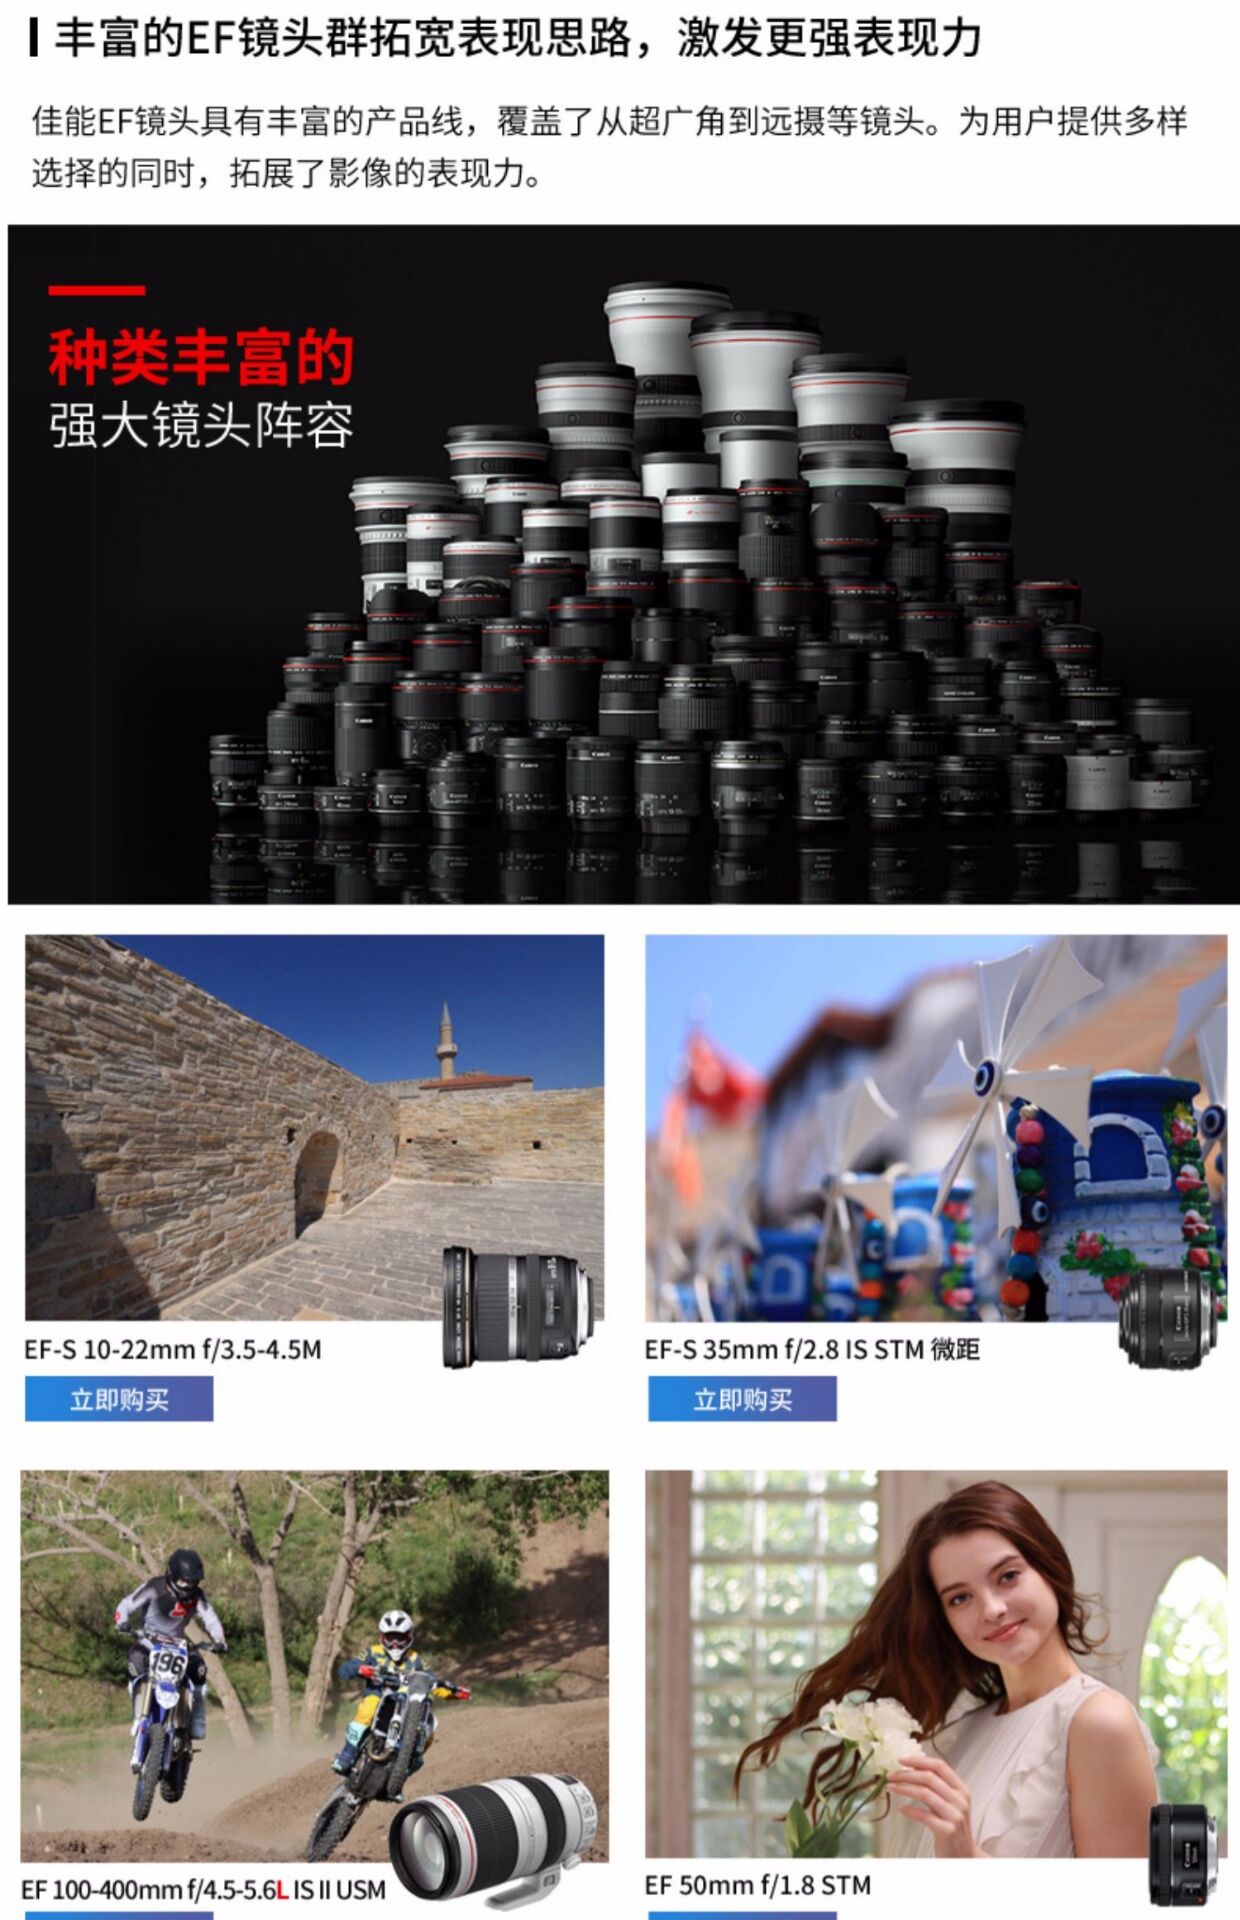 丰富的EF镜头群拓宽表现思路，激发更强表现力
佳能EF镜头具有丰富的产品线，覆盖了从超广角到远摄等镜头。为用户提供多样
选择的同时，拓展了影像的表现力。
种类丰富的
强大镜头阵容
EF-S 10-22mm f/3.5-4.5M
立即购买
EF-S 35mm f/2.8 IS STM 微距
立即购买
196
EF 100-400mm f/4.5-5.6L IS II USM
EF 50mm f/1.8 STM